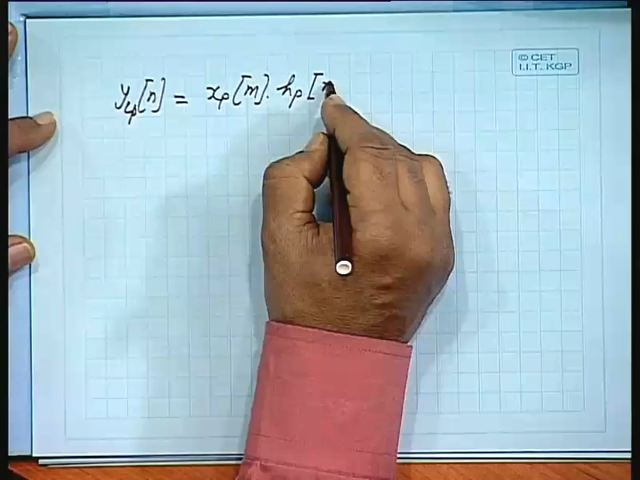 y_p[n] = x_p[m] . h_p[n
© CET
I.I.T. KGP